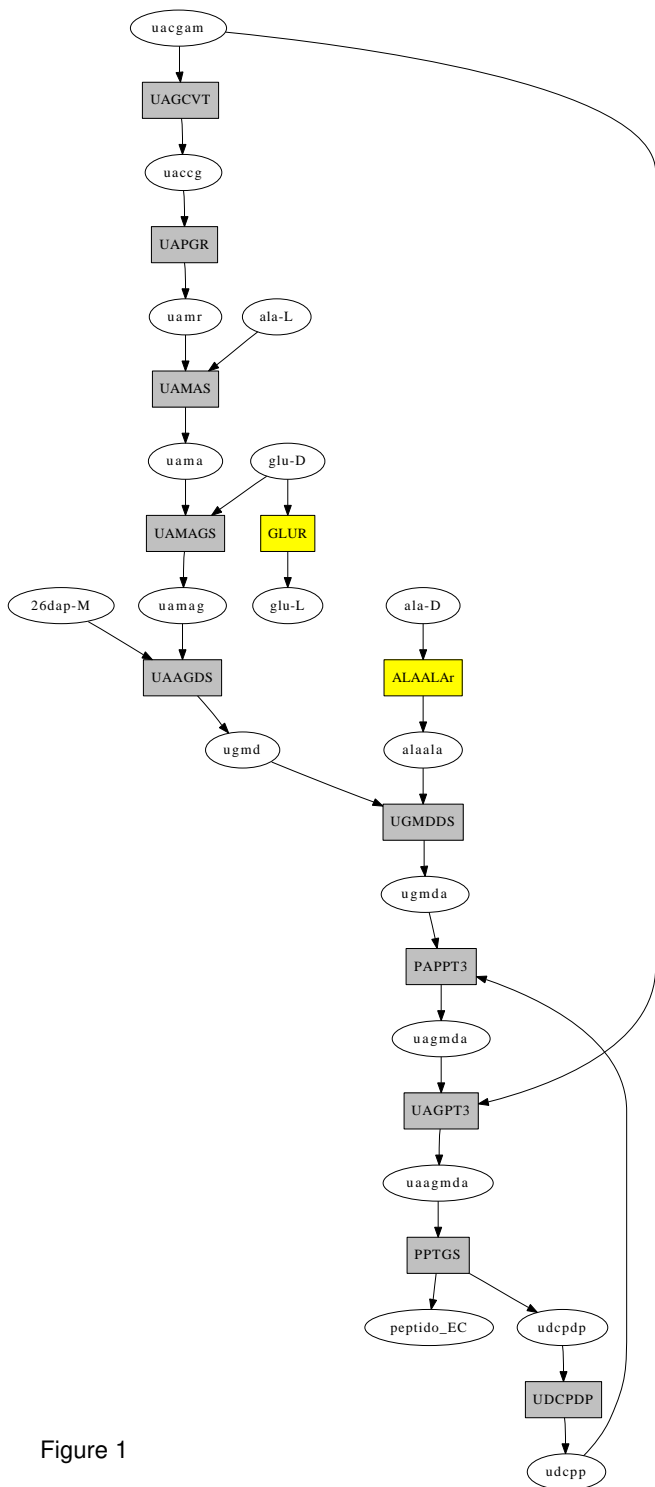 uacgam
UAGCVT
uaccg
UAPGR
uamr
ala-L
UAMAS
uama
glu-D
UAMAGS
GLUR
26dap-M
uamag
glu-L
ala-D
UAAGDS
ALAALAr
ugmd
alaala
UGMDDS
ugmda
PAPPT3
uagmda
UAGPT3
uaagmda
PPTGS
peptido_EC
udcpdp
UDCPDP
Figure 1
udcpp